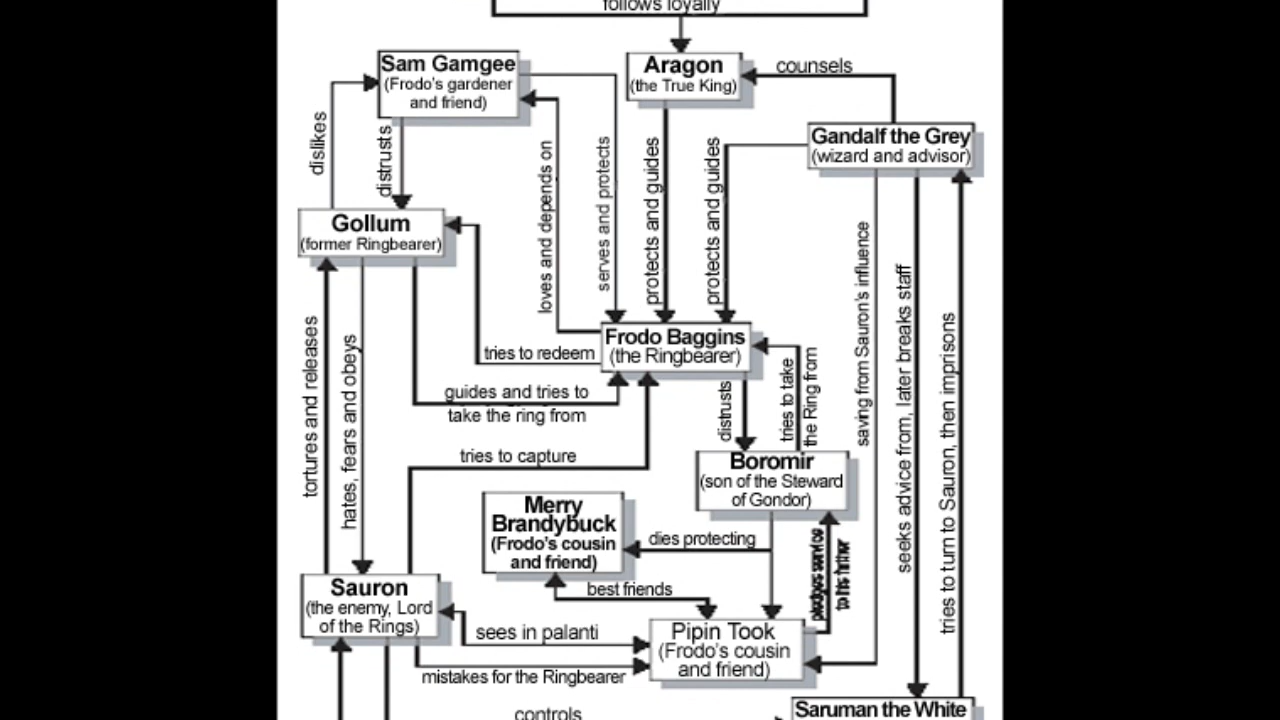 follows loyally
Sam Gamgee
(Frodo's gardener
and friend)
Aragon
(the True King)
counsels
Gandalf the Grey
(wizard and advisor)
dislikes
distrusts
loves and depends on
serves and protects
protects and guides
protects and guides
Gollum
(former Ringbearer)
saving from Sauron's influence
seeks advice from, later breaks staff
tries to turn to Sauron, then imprisons
Frodo Baggins
(the Ringbearer)
tries to redeem
guides and tries to
take the ring from
tortures and releases
hates, fears and obeys
distrusts
tries to take
the Ring from
tries to capture
Boromir
(son of the Steward
of Gondor)
Merry
Brandybuck
(Frodo's cousin
and friend)
dies protecting
pledges service
to his father
best friends
Sauron
(the enemy, Lord
of the Rings)
sees in palanti
Pipin Took
(Frodo's cousin
and friend)
mistakes for the Ringbearer
controls
Saruman the White